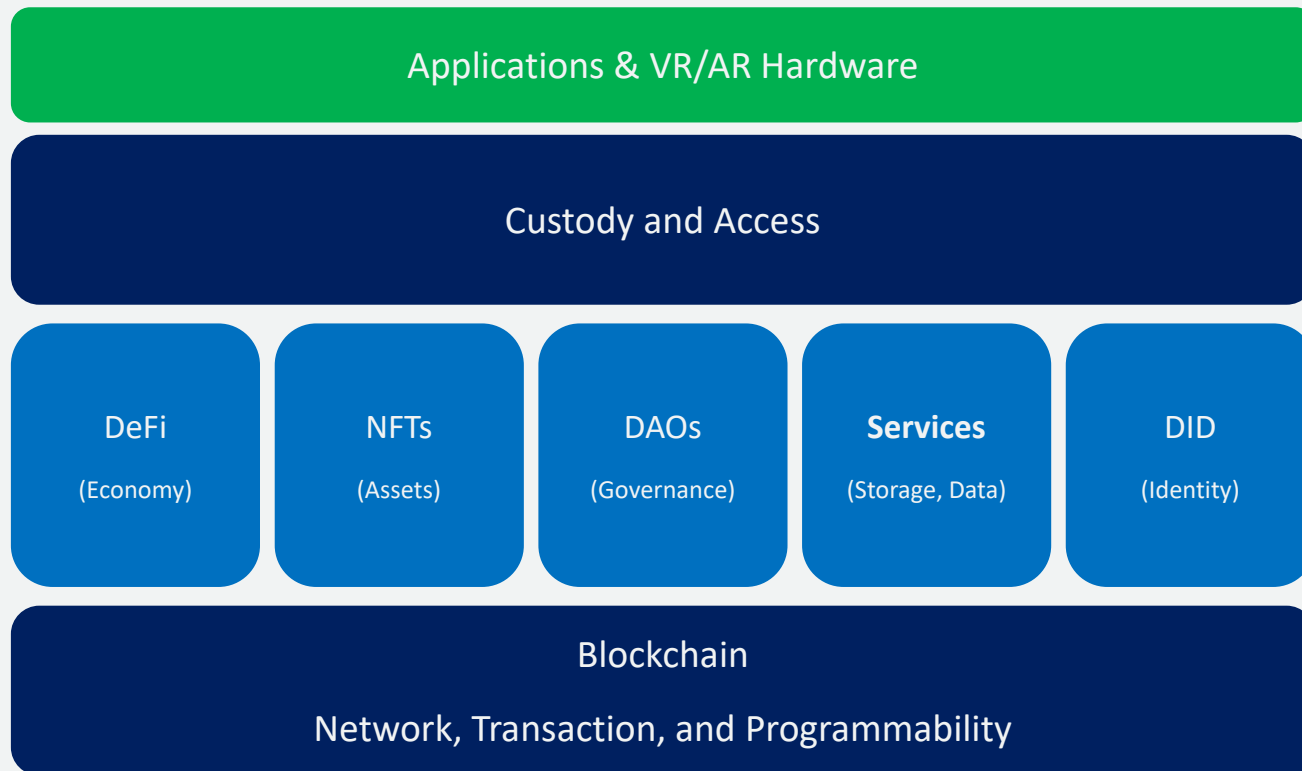 Applications & VR/AR Hardware
Custody and Access
DeFi
(Economy)
NFTs
(Assets)
DAOs
(Governance)
Services
(Storage, Data)
DID
(Identity)
Blockchain
Network, Transaction, and Programmability